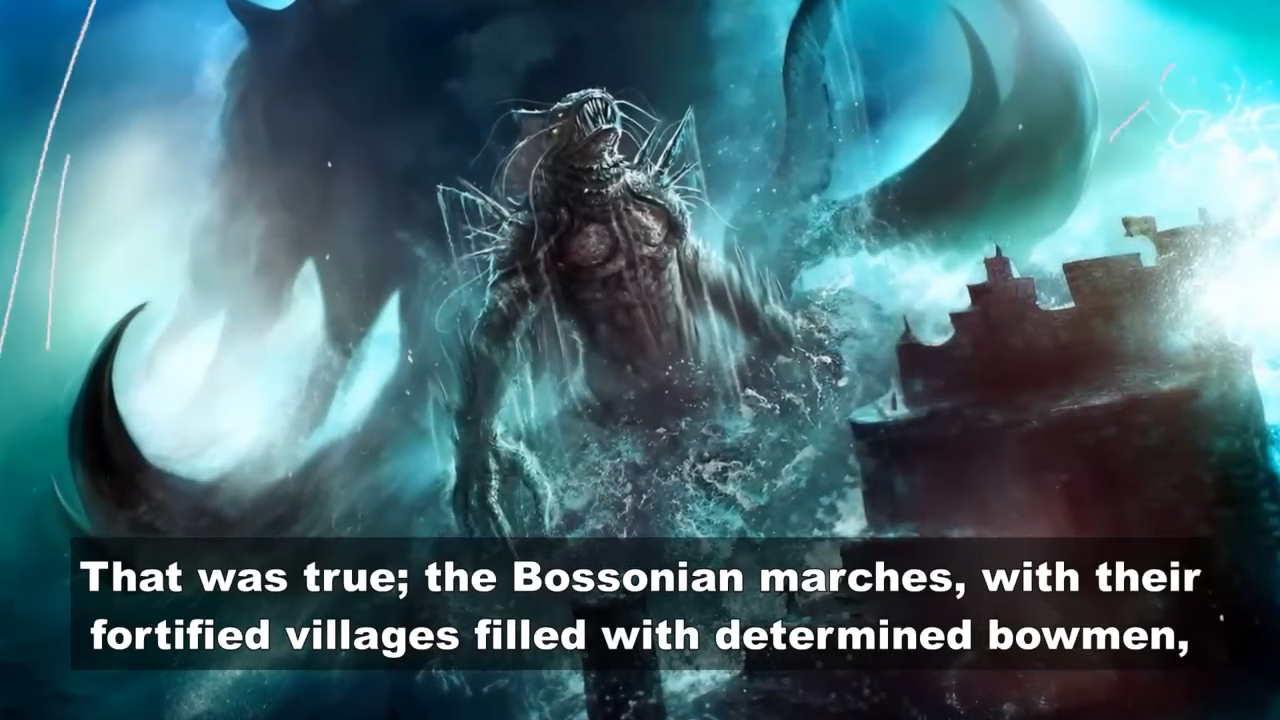 That was true; the Bossonian marches, with their
fortified villages filled with determined bowmen,